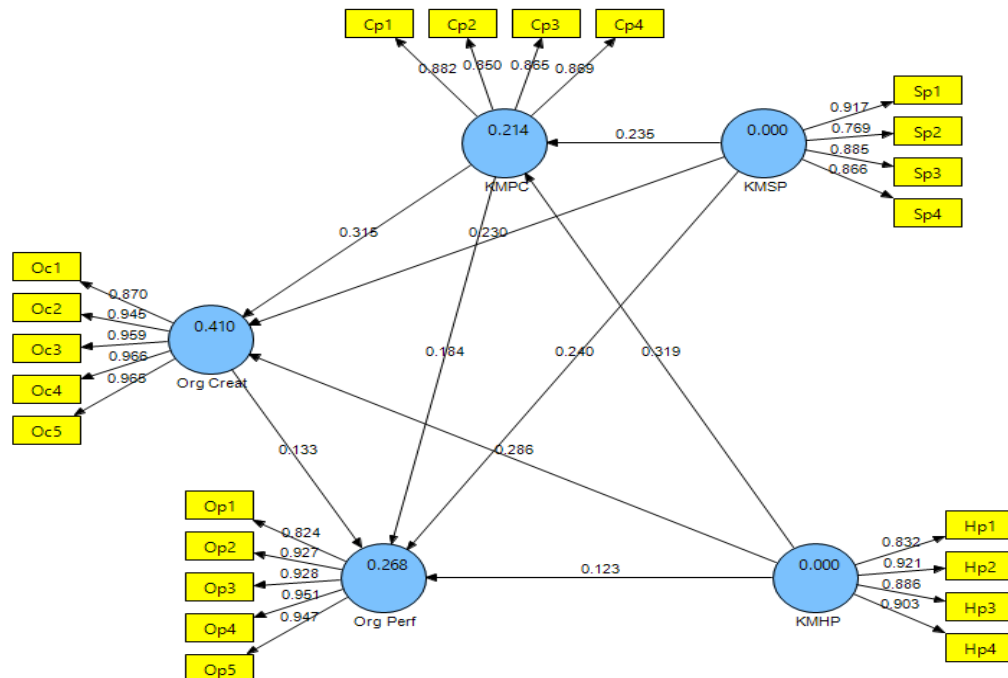 Cp1
Cp2
Cp3
Cp4
0.882
0.850
0.865
0.869
0.214
KMPC
0.235
0.000
KMSP
Sp1
Sp2
Sp3
Sp4
0.917
0.769
0.885
0.866
0.315
0.230
Oc1
Oc2
Oc3
Oc4
Oc5
0.870
0.945
0.959
0.966
0.965
0.410
Org Creat
0.184
0.240
0.319
0.133
0.286
Op1
Op2
Op3
Op4
Op5
0.824
0.927
0.928
0.951
0.947
0.268
Org Perf
0.123
0.000
KMHP
Hp1
Hp2
Hp3
Hp4
0.832
0.921
0.886
0.903